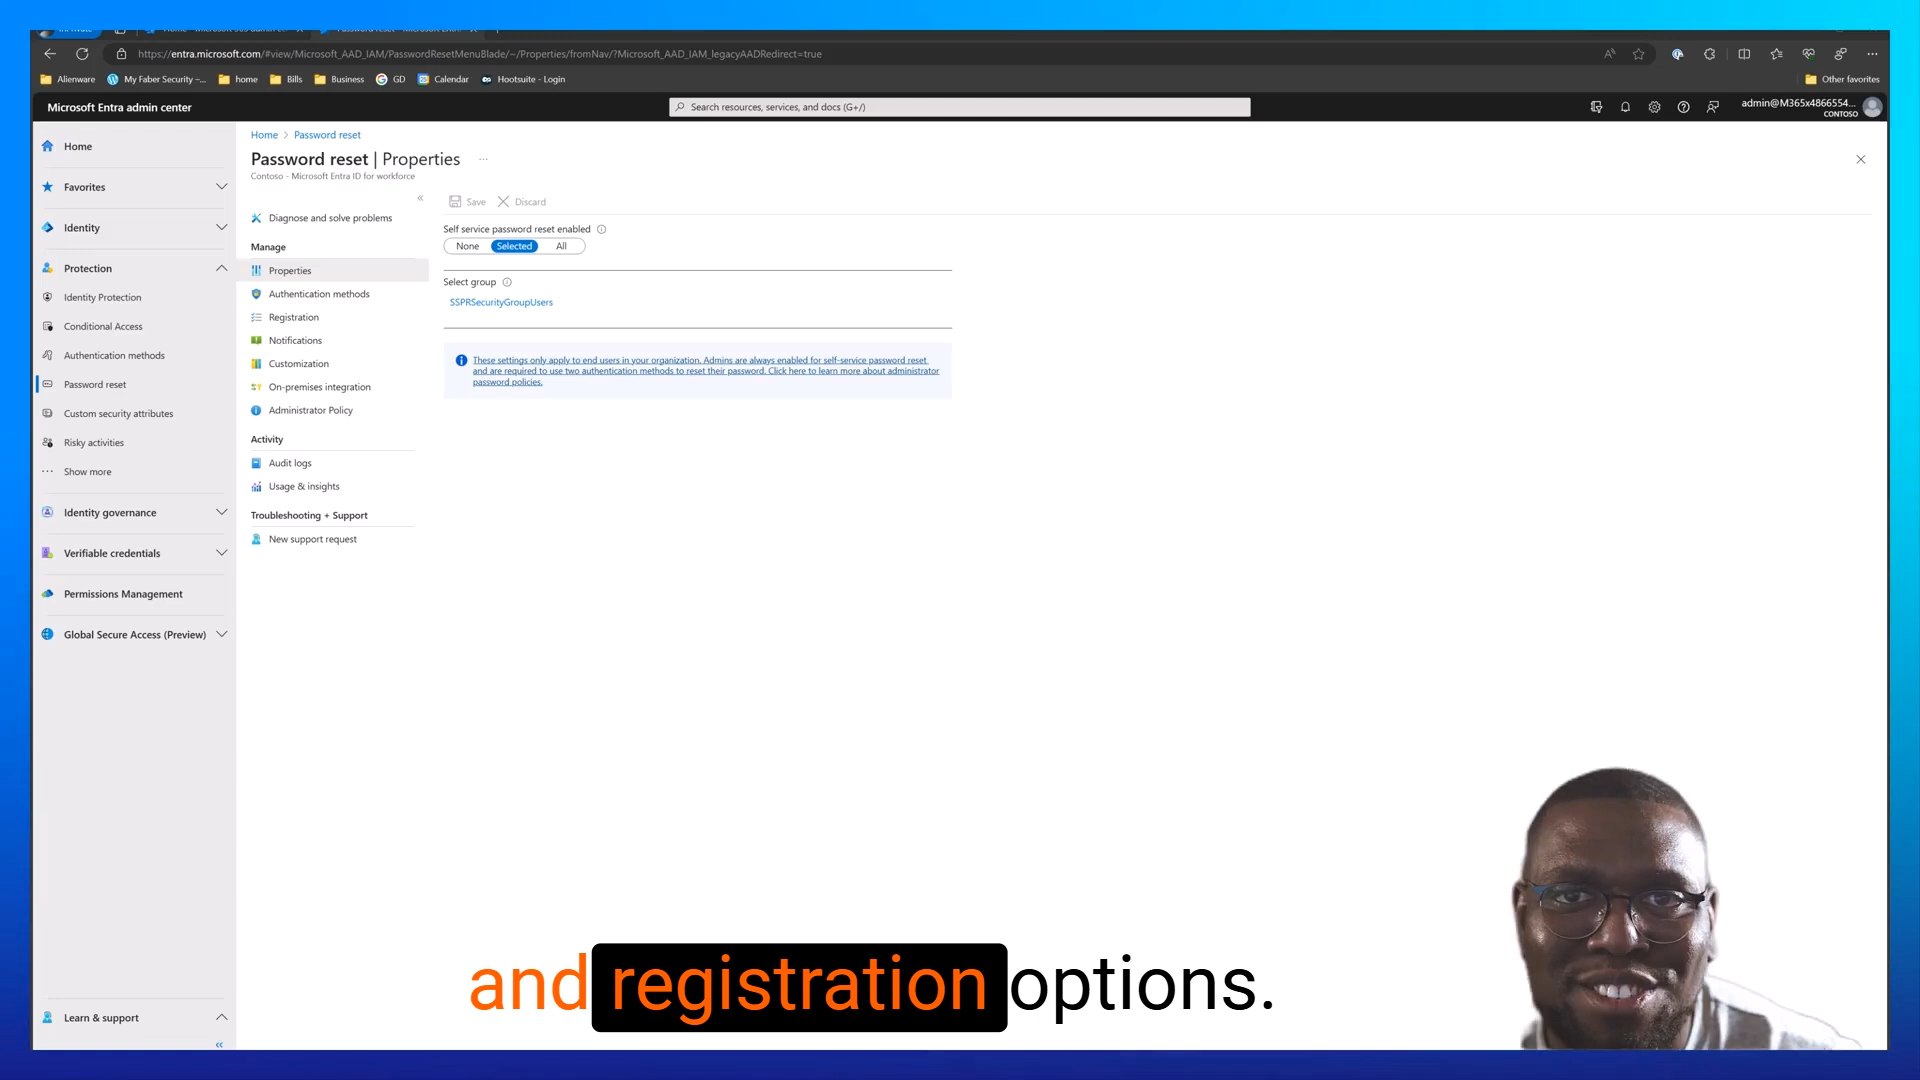 https://entra.microsoft.com/#view/Microsoft_AAD_IAM/PasswordResetMenuBlade/~/Properties/fromNav/?Microsoft_AAD_IAM_legacyAADRedirect=true
Alienware
My Faber Security –...
home
Bills
Business
GD
Calendar
Hootsuite - Login
Other favorites
Microsoft Entra admin center
Search resources, services, and docs (G+/)
admin@M365x4866554...
CONTOSO
Home
Favorites
Identity
Protection
Identity Protection
Conditional Access
Authentication methods
Password reset
Custom security attributes
Risky activities
Show more
Identity governance
Verifiable credentials
Permissions Management
Global Secure Access (Preview)
Learn & support
Home > Password reset
Password reset | Properties ...
Contoso - Microsoft Entra ID for workforce
Diagnose and solve problems
Manage
Properties
Authentication methods
Registration
Notifications
Customization
On-premises integration
Administrator Policy
Activity
Audit logs
Usage & insights
Troubleshooting + Support
New support request
Save
Discard
Self service password reset enabled
None Selected All
Select group
SSPRSecurityGroupUsers
These settings only apply to end users in your organization. Admins are always enabled for self-service password reset
and are required to use two authentication methods to reset their password. Click here to learn more about administrator
password policies.
and registration options.